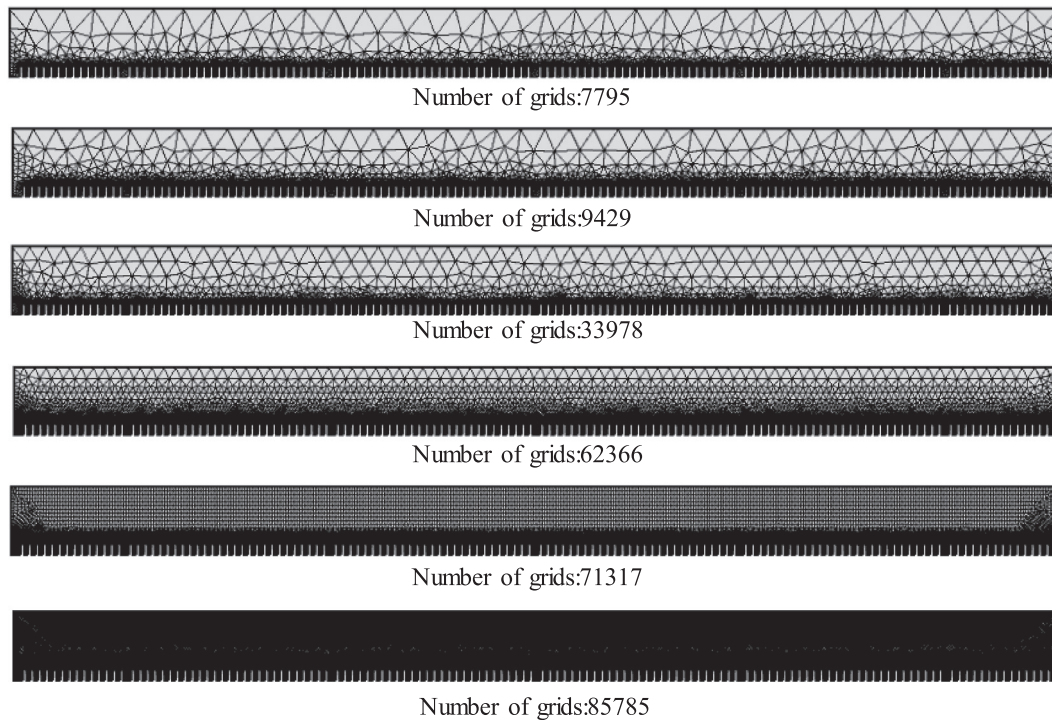 Number of grids:7795
Number of grids:9429
Number of grids:33978
Number of grids:62366
Number of grids:71317
Number of grids:85785